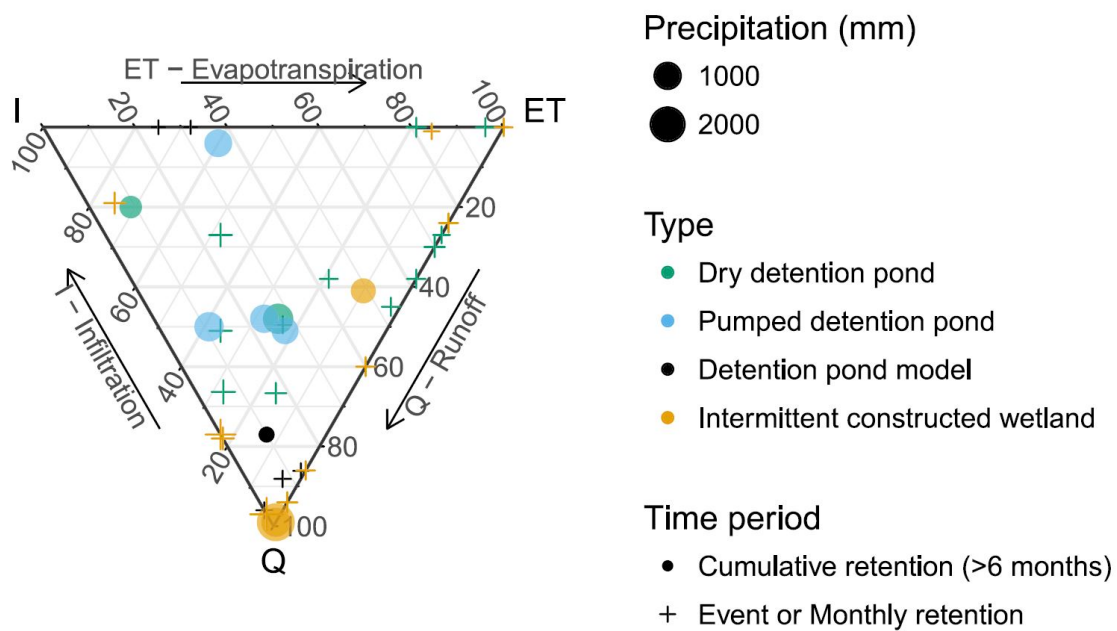 ET − Evapotranspiration
I
20
40
60
80
100
ET
100
80
60
40
20
I − Infiltration
20
40
60
80
100
Q − Runoff
Q
Precipitation (mm)
1000
2000
Type
Dry detention pond
Pumped detention pond
Detention pond model
Intermittent constructed wetland
Time period
Cumulative retention (>6 months)
Event or Monthly retention